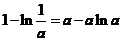 1-ln 1/a = a-a ln a